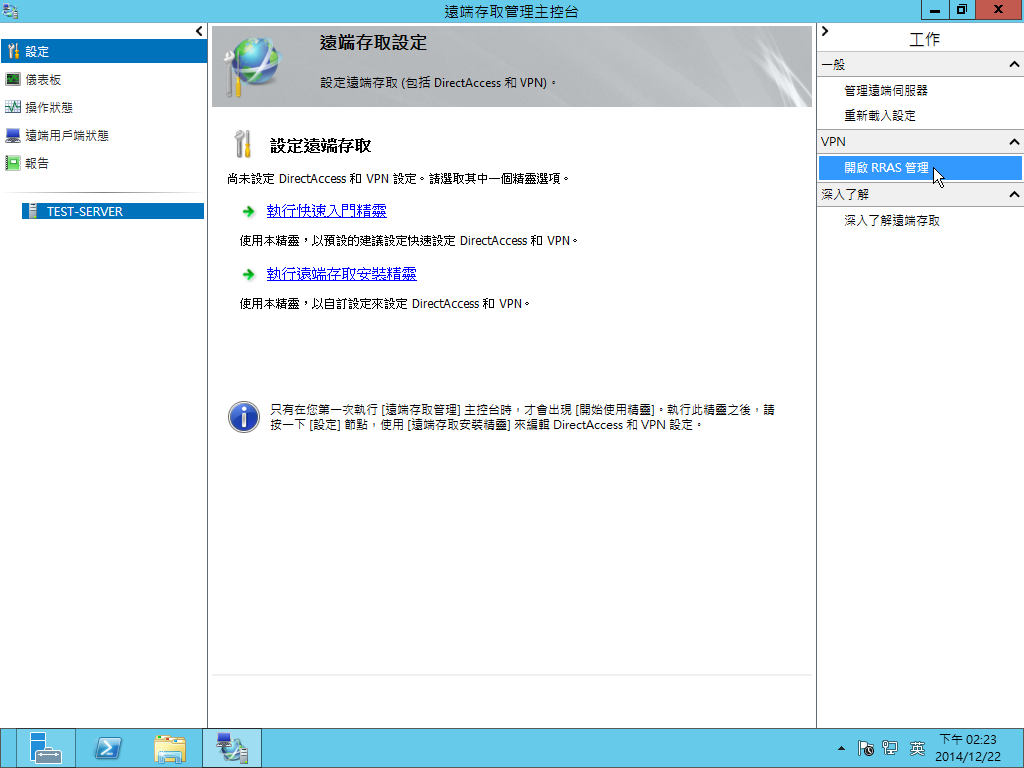 遠端存取管理主控台
設定
儀表板
操作狀態
遠端用戶端狀態
報告
TEST-SERVER
遠端存取設定
設定遠端存取 (包括 DirectAccess 和 VPN)。
設定遠端存取
尚未設定 DirectAccess 和 VPN 設定。請選取其中一個精靈選項。
執行快速入門精靈
使用本精靈，以預設的建議設定快速設定 DirectAccess 和 VPN。
執行遠端存取安裝精靈
使用本精靈，以自訂設定來設定 DirectAccess 和 VPN。
只有在您第一次執行 [遠端存取管理] 主控台時，才會出現 [開始使用精靈]。執行此精靈之後，請
按一下 [設定] 節點，使用 [遠端存取安裝精靈] 來編輯 DirectAccess 和 VPN 設定。
工作
一般
管理遠端伺服器
重新載入設定
VPN
開啟 RRAS 管理
深入了解
深入了解遠端存取
英
下午 02:23
2014/12/22